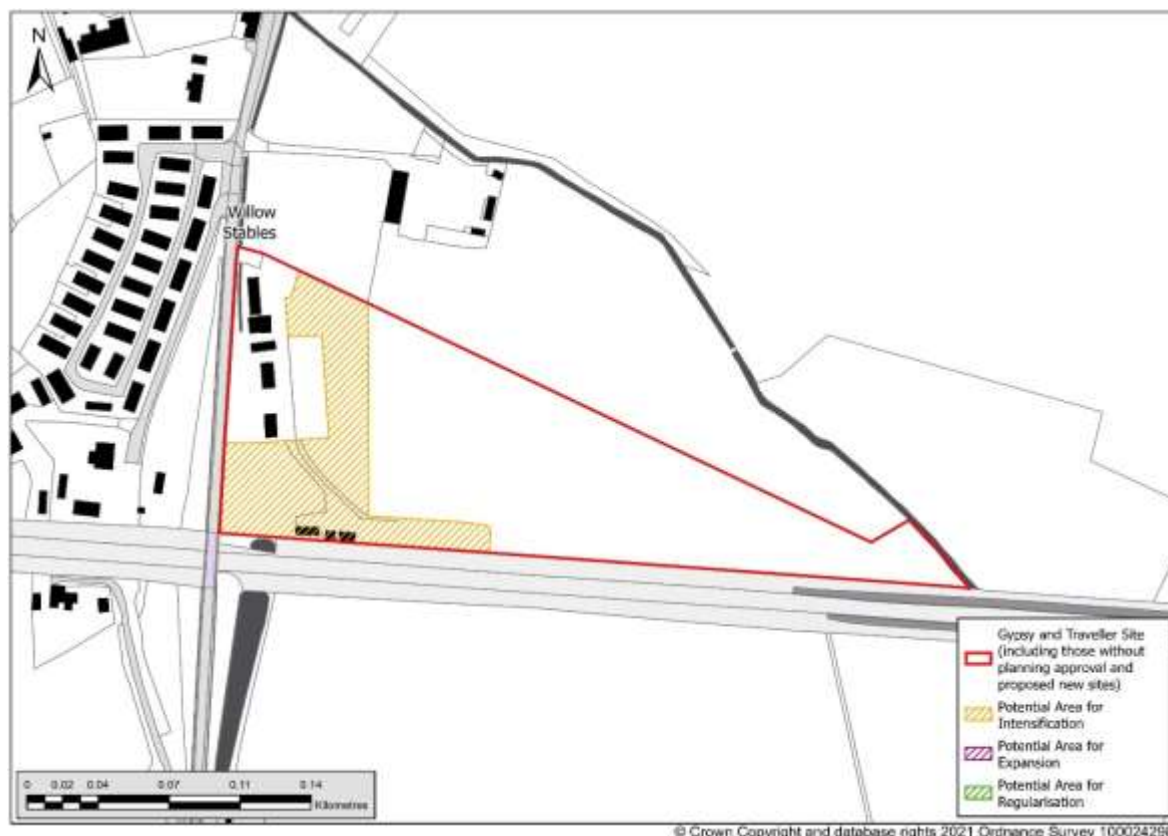 N
Willow
Stables
Gypsy and Traveller Site
(including those without
planning approval and
proposed new sites)
Potential Area for
Intensification
Potential Area for
Expansion
Potential Area for
Regularisation
0 0.02 0.04 0.07 0.11 0.14
Kilometres
© Crown Copyright and database rights 2021 Ordnance Survey